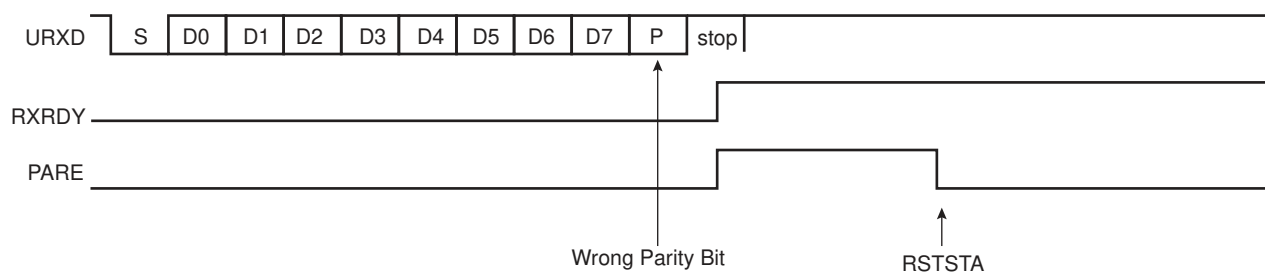 URXD S D0 D1 D2 D3 D4 D5 D6 D7 P stop
RXRDY
PARE
Wrong Parity Bit
RSTSTA